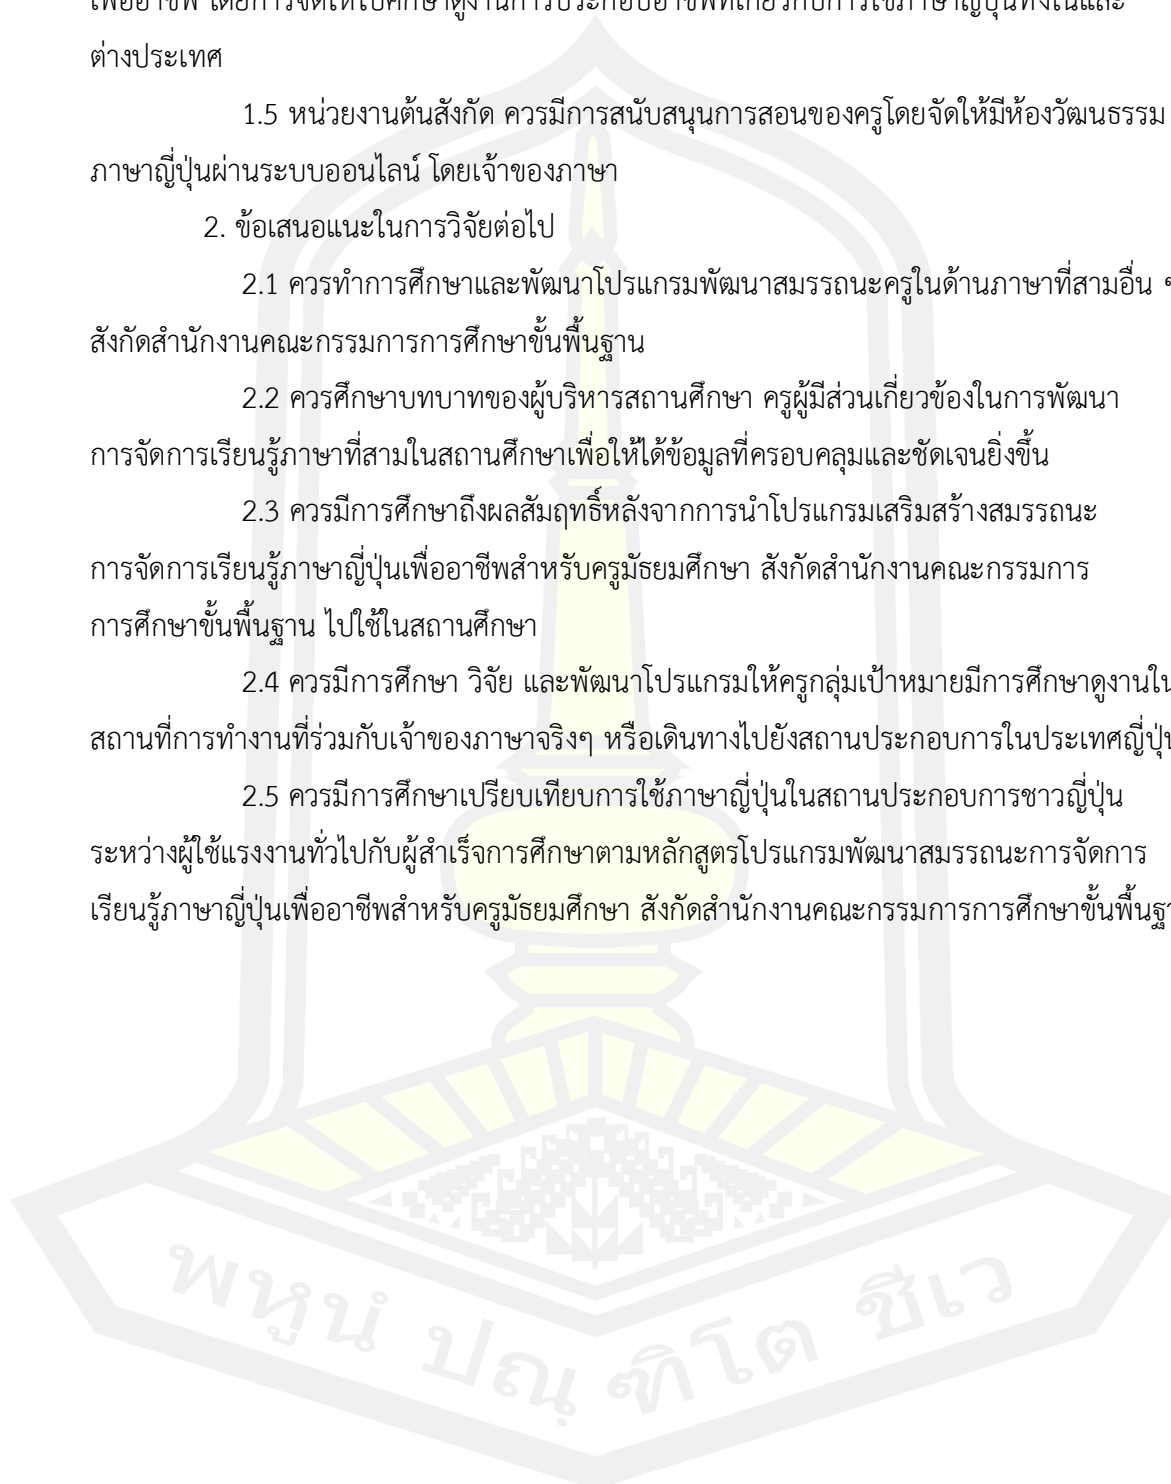 เพื่ออาชีพ โดยการจัดให้ไปศึกษาดูงานการประกอบอาชีพที่เกี่ยวกับการใช้ภาษาญี่ปุ่นทั้งในและ
ต่างประเทศ
1.5 หน่วยงานต้นสังกัด ควรมีการสนับสนุนการสอนของครูโดยจัดให้มีห้องวัฒนธรรม
ภาษาญี่ปุ่นผ่านระบบออนไลน์ โดยเจ้าของภาษา
2. ข้อเสนอแนะในการวิจัยต่อไป
2.1 ควรทำการศึกษาและพัฒนาโปรแกรมพัฒนาสมรรถนะครูในด้านภาษาที่สามอื่น
สังกัดสำนักงานคณะกรรมการการศึกษาขั้นพื้นฐาน
2.2 ควรศึกษาบทบาทของผู้บริหารสถานศึกษา ครูผู้มีส่วนเกี่ยวข้องในการพัฒนา
การจัดการเรียนรู้ภาษาที่สามในสถานศึกษาเพื่อให้ได้ข้อมูลที่ครอบคลุมและชัดเจนยิ่งขึ้น
2.3 ควรมีการศึกษาถึงผลสัมฤทธิ์หลังจากการนำโปรแกรมเสริมสร้างสมรรถนะ
การจัดการเรียนรู้ภาษาญี่ปุ่นเพื่ออาชีพสำหรับครูมัธยมศึกษา สังกัดสำนักงานคณะกรรมการ
การศึกษาขั้นพื้นฐาน ไปใช้ในสถานศึกษา
2.4 ควรมีการศึกษา วิจัย และพัฒนาโปรแกรมให้ครูกลุ่มเป้าหมายมีการศึกษาดูงานใน
สถานที่การทำงานที่ร่วมกับเจ้าของภาษาจริงๆ หรือเดินทางไปยังสถานประกอบการในประเทศญี่ปุ่น
2.5 ควรมีการศึกษาเปรียบเทียบการใช้ภาษาญี่ปุ่นในสถานประกอบการชาวญี่ปุ่น
ระหว่างผู้ใช้แรงงานทั่วไปกับผู้สำเร็จการศึกษาตามหลักสูตรโปรแกรมพัฒนาสมรรถนะการจัดการ
เรียนรู้ภาษาญี่ปุ่นเพื่ออาชีพสำหรับครูมัธยมศึกษา สังกัดสำนักงานคณะกรรมการการศึกษาขั้นพื้นฐา
พหูนํ ปณฺฑิโต ชีเว